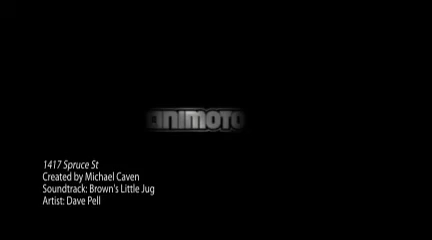 animoto
1417 Spruce St
Created by Michael Caven
Soundtrack: Brown's Little Jug
Artist: Dave Pell